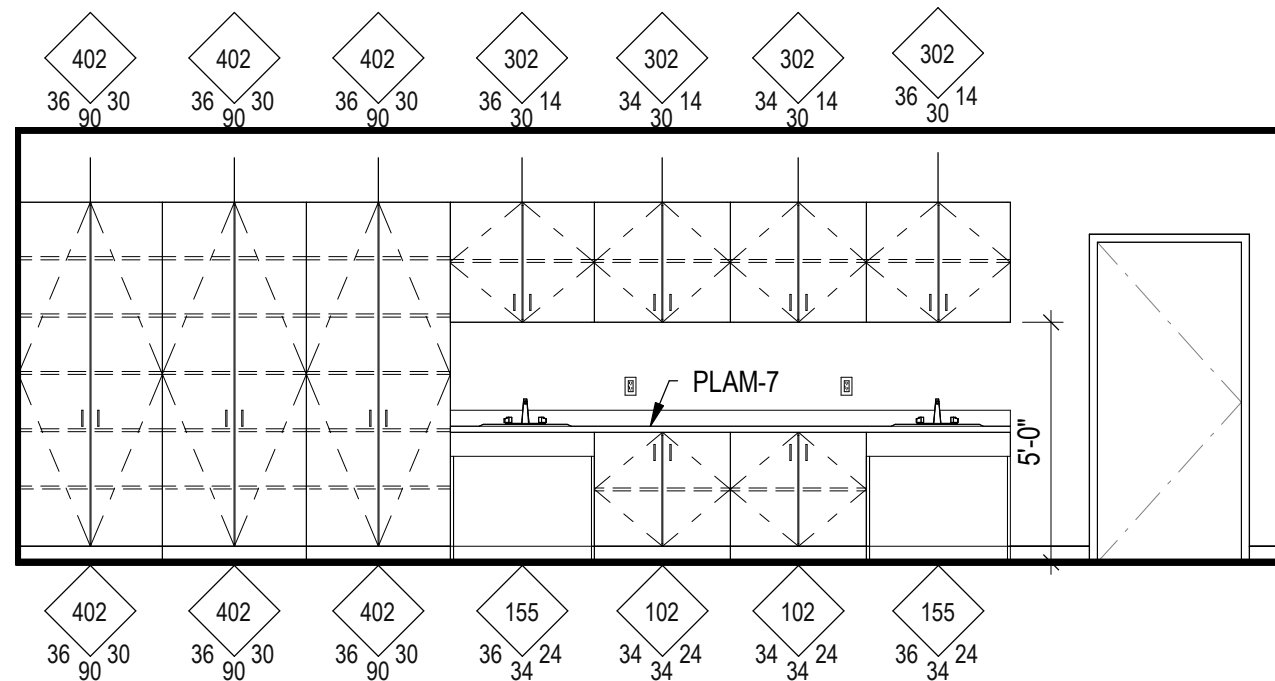 402 402 402 302 302 302 302
36 30 36 30 36 30 36 14 34 14 34 14 36 14
90 90 90 30 30 30 30
PLAM-7
5'-0"
402 402 402 155 102 102 155
36 30 36 30 36 30 36 24 34 24 34 24 36 24
90 90 90 34 34 34 34